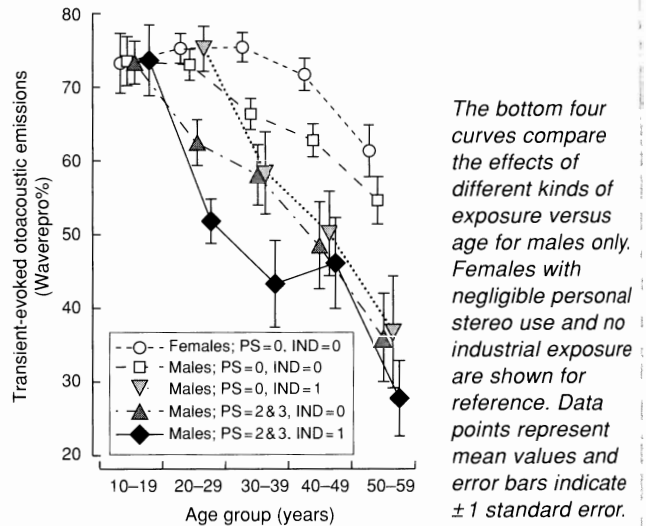 Transient-evoked otoacoustic emissions
(Waverepro%)
80
70
60
50
40
30
20
Females; PS=0, IND=0
Males; PS=0, IND=0
Males; PS=0, IND=1
Males; PS=2&3, IND=0
Males; PS=2&3. IND=1
10–19 20–29 30–39 40–49 50–59
Age group (years)
The bottom four
curves compare
the effects of
different kinds of
exposure versus
age for males only.
Females with
negligible personal
stereo use and no
industrial exposure
are shown for
reference. Data
points represent
mean values and
error bars indicate
± 1 standard error.